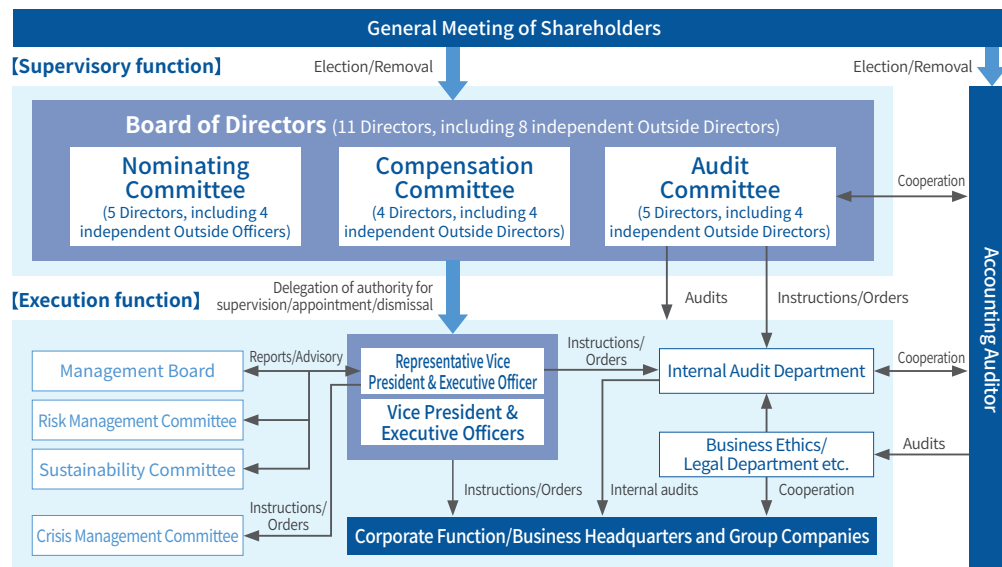 General Meeting of Shareholders
【Supervisory function】
Election/Removal
Election/Removal
Board of Directors (11 Directors, including 8 independent Outside Directors)
Nominating
Committee
(5 Directors, including 4
independent Outside Officers)
Compensation
Committee
(4 Directors, including 4
independent Outside Directors)
Audit
Committee
(5 Directors, including 4
independent Outside Directors)
Cooperation
Accounting Auditor
【Execution function】
Delegation of authority for
supervision/appointment/dismissal
Audits
Instructions/Orders
Management Board
Reports/Advisory
Representative Vice
President & Executive Officer
Instructions/
Orders
Internal Audit Department
Cooperation
Risk Management Committee
Vice President &
Executive Officers
Business Ethics/
Legal Department etc.
Audits
Sustainability Committee
Instructions/Orders
Internal audits
Cooperation
Instructions/
Orders
Crisis Management Committee
Corporate Function/Business Headquarters and Group Companies